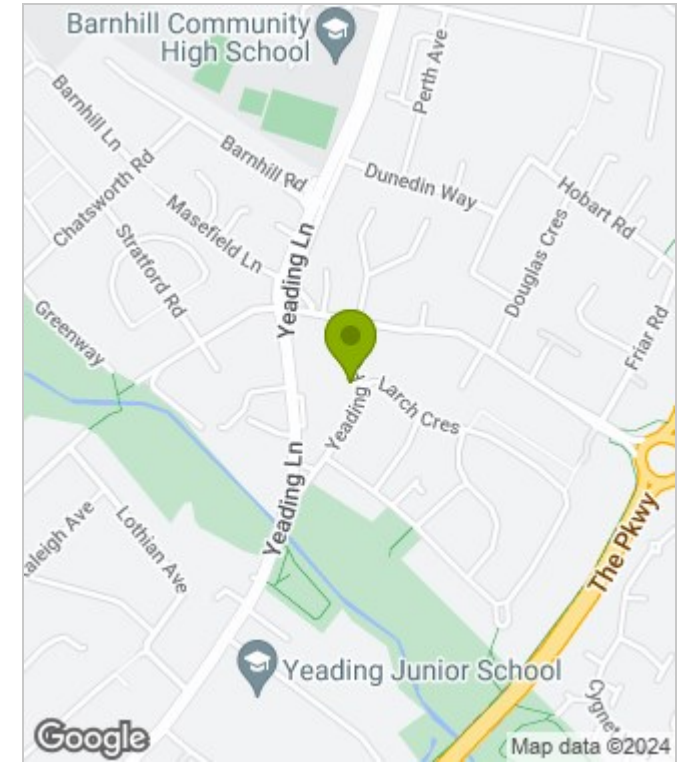 Barnhill Community
High School
Perth Ave
Barnhill Ln
Chatsworth Rd
Barnhill Rd
Dunedin Way
Hobart Rd
Masefield Ln
Stratford Rd
Yeading Ln
Douglas Cres
Greenway
Friar Rd
Larch Cres
Yeading
Yeading Ln
The Pkwy
aleigh Ave
Lothian Ave
Yeading Junior School
Cygnet
Google
Map data ©2024